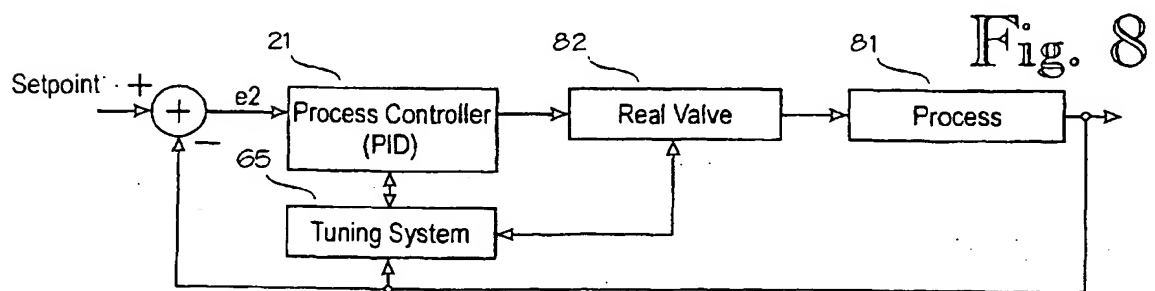 Fig. 8
21
82
81
Setpoint
+
+
e2
Process Controller
(PID)
Real Valve
Process
−
65
Tuning System